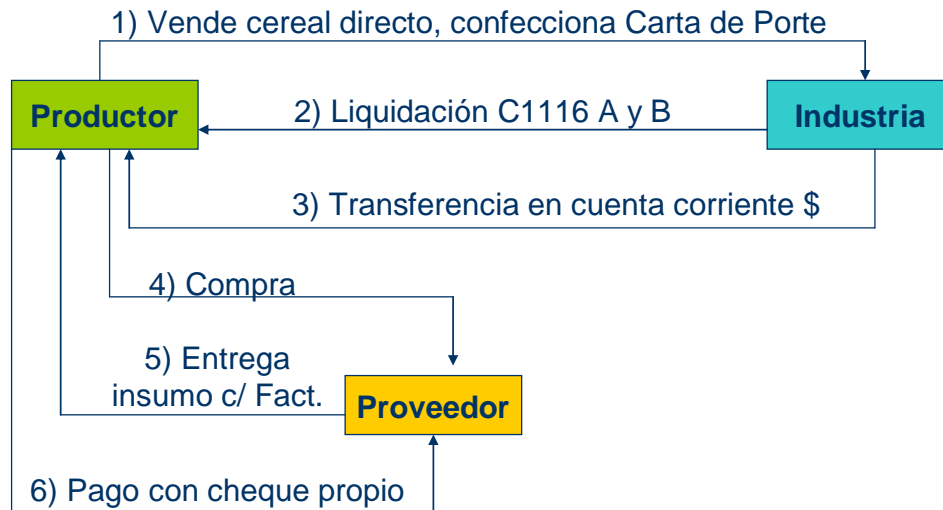 1) Vende cereal directo, confecciona Carta de Porte
Productor
2) Liquidación C1116 A y B
Industria
3) Transferencia en cuenta corriente $
4) Compra
5) Entrega
insumo c/ Fact.
Proveedor
6) Pago con cheque propio